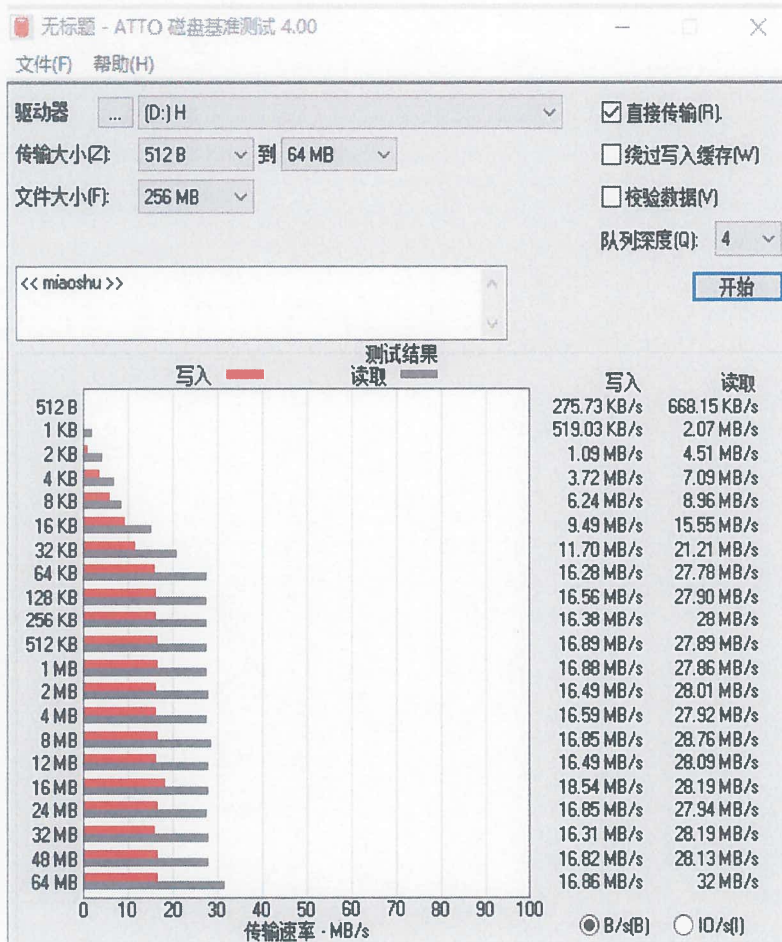 无标题 - ATTO 磁盘基准测试 4.00
文件(F) 帮助(H)
驱动器 ... (D:) H
直接传输(R).
传输大小(Z): 512 B 到 64 MB
绕过写入缓存(W)
文件大小(F): 256 MB
校验数据(V)
队列深度(Q): 4
<< miaoshu >>
开始
测试结果
写入 读取 写入 读取
512 B 275.73 KB/s 668.15 KB/s
1 KB 519.03 KB/s 2.07 MB/s
2 KB 1.09 MB/s 4.51 MB/s
4 KB 3.72 MB/s 7.09 MB/s
8 KB 6.24 MB/s 8.96 MB/s
16 KB 9.49 MB/s 15.55 MB/s
32 KB 11.70 MB/s 21.21 MB/s
64 KB 16.28 MB/s 27.78 MB/s
128 KB 16.56 MB/s 27.90 MB/s
256 KB 16.38 MB/s 28 MB/s
512 KB 16.89 MB/s 27.89 MB/s
1 MB 16.88 MB/s 27.86 MB/s
2 MB 16.49 MB/s 28.01 MB/s
4 MB 16.59 MB/s 27.92 MB/s
8 MB 16.85 MB/s 28.76 MB/s
12 MB 16.49 MB/s 28.09 MB/s
16 MB 18.54 MB/s 28.19 MB/s
24 MB 16.85 MB/s 27.94 MB/s
32 MB 16.31 MB/s 28.19 MB/s
48 MB 16.82 MB/s 28.13 MB/s
64 MB 16.86 MB/s 32 MB/s
0 10 20 30 40 50 60 70 80 90 100
传输速率 - MB/s
B/s(B) IO/s(I)